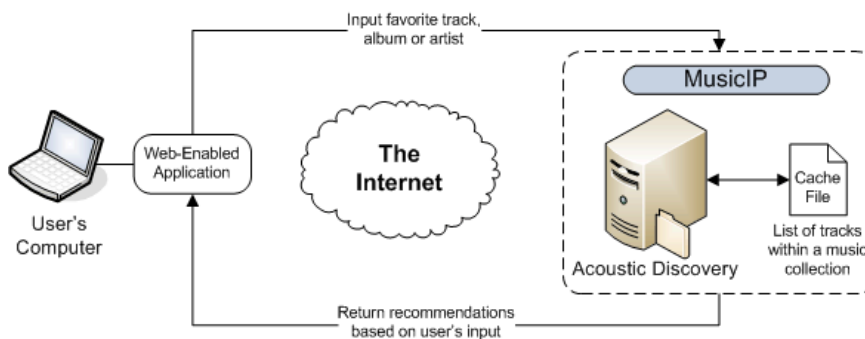 Input favorite track,
album or artist
MusicIP
Web-Enabled
Application
The
Internet
Cache
File
User's
Computer
Acoustic Discovery
List of tracks
within a music
collection
Return recommendations
based on user's input